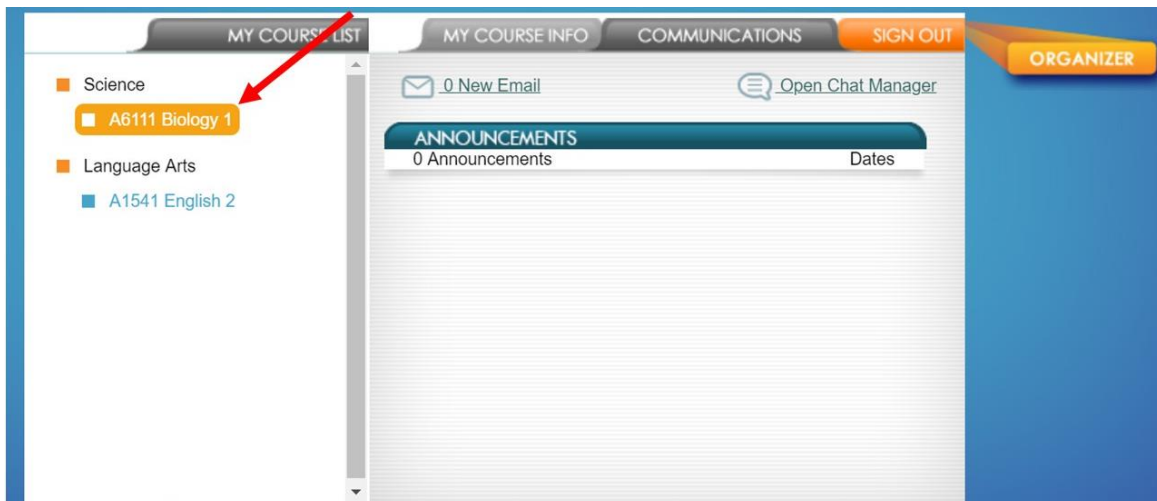 MY COURSE LIST
MY COURSE INFO
COMMUNICATIONS
SIGN OUT
ORGANIZER
Science
A6111 Biology 1
Language Arts
A1541 English 2
0 New Email
Open Chat Manager
ANNOUNCEMENTS
0 Announcements Dates